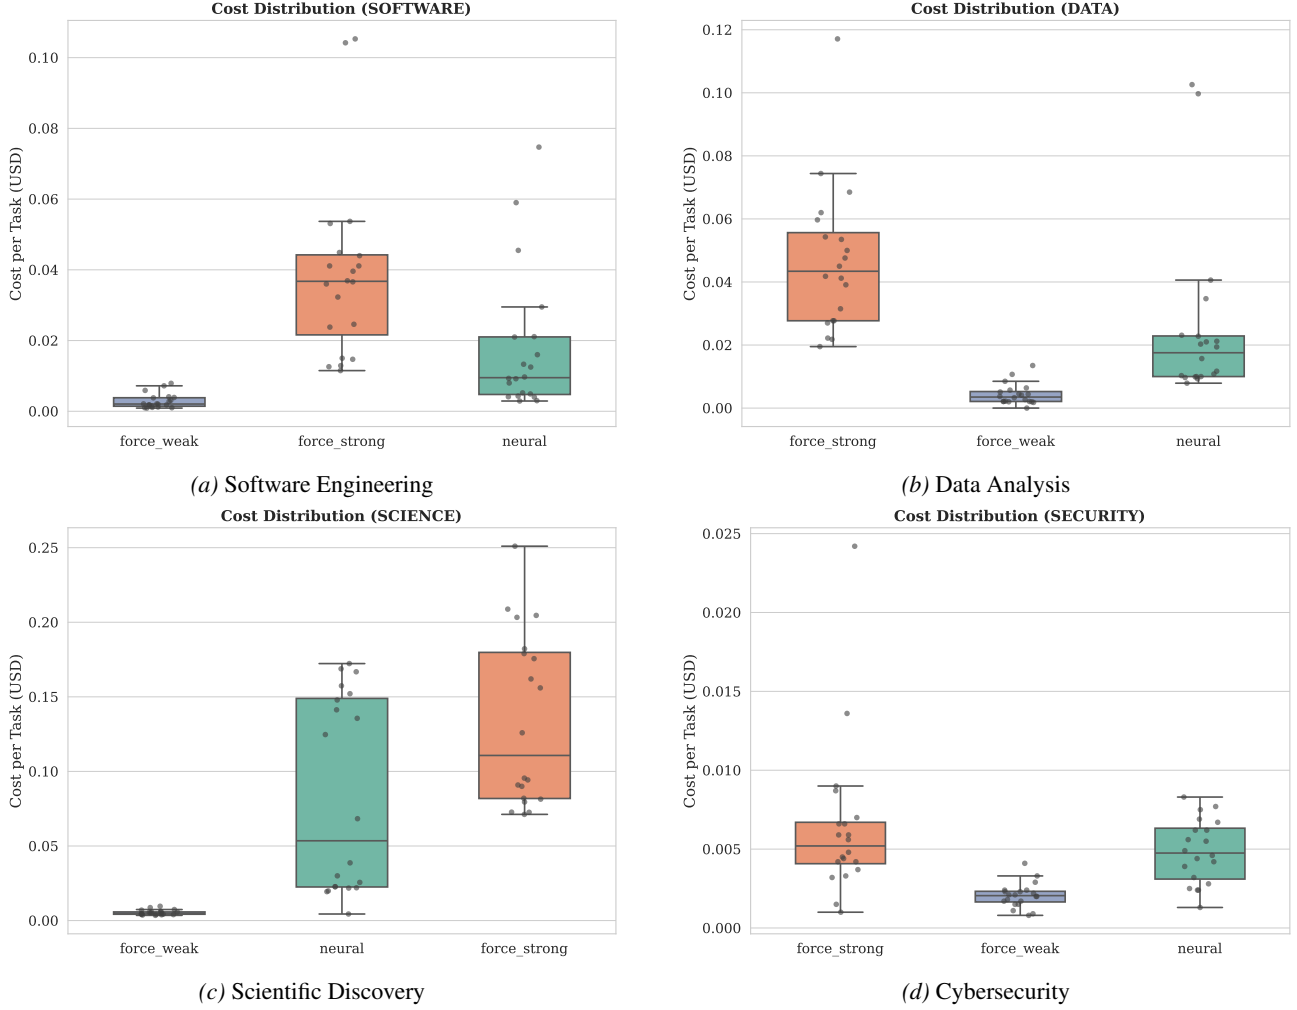 Cost Distribution (SOFTWARE)
Cost per Task (USD)
0.10
0.08
0.06
0.04
0.02
0.00
force_weak
force_strong
neural
(a) Software Engineering
Cost Distribution (DATA)
Cost per Task (USD)
0.12
0.10
0.08
0.06
0.04
0.02
0.00
force_strong
force_weak
neural
(b) Data Analysis
Cost Distribution (SCIENCE)
Cost per Task (USD)
0.25
0.20
0.15
0.10
0.05
0.00
force_weak
neural
force_strong
(c) Scientific Discovery
Cost Distribution (SECURITY)
Cost per Task (USD)
0.025
0.020
0.015
0.010
0.005
0.000
force_strong
force_weak
neural
(d) Cybersecurity